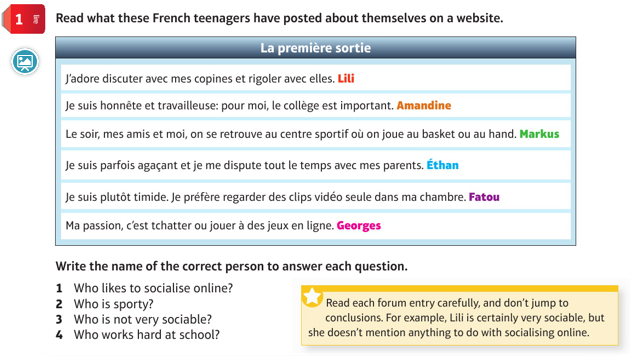 1
Lire
Read what these French teenagers have posted about themselves on a website.
La première sortie
J'adore discuter avec mes copines et rigoler avec elles. Lili
Je suis honnête et travailleuse: pour moi, le collège est important. Amandine
Le soir, mes amis et moi, on se retrouve au centre sportif où on joue au basket ou au hand. Markus
Je suis parfois agaçant et je me dispute tout le temps avec mes parents. Éthan
Je suis plutôt timide. Je préfère regarder des clips vidéo seule dans ma chambre. Fatou
Ma passion, c'est tchatter ou jouer à des jeux en ligne. Georges
Write the name of the correct person to answer each question.
1 Who likes to socialise online?
2 Who is sporty?
3 Who is not very sociable?
4 Who works hard at school?
Read each forum entry carefully, and don't jump to
conclusions. For example, Lili is certainly very sociable, but
she doesn't mention anything to do with socialising online.